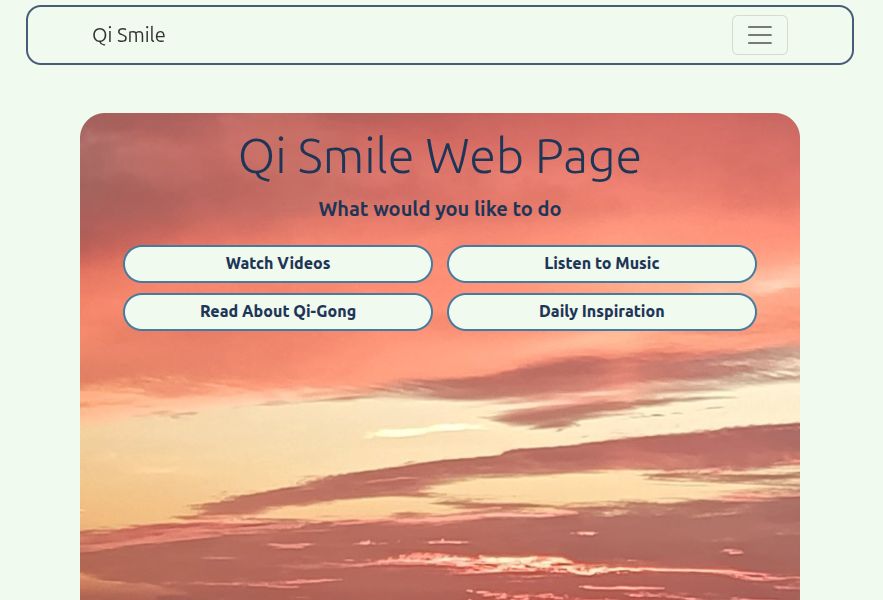 Qi Smile
Qi Smile Web Page
What would you like to do
Watch Videos
Listen to Music
Read About Qi-Gong
Daily Inspiration